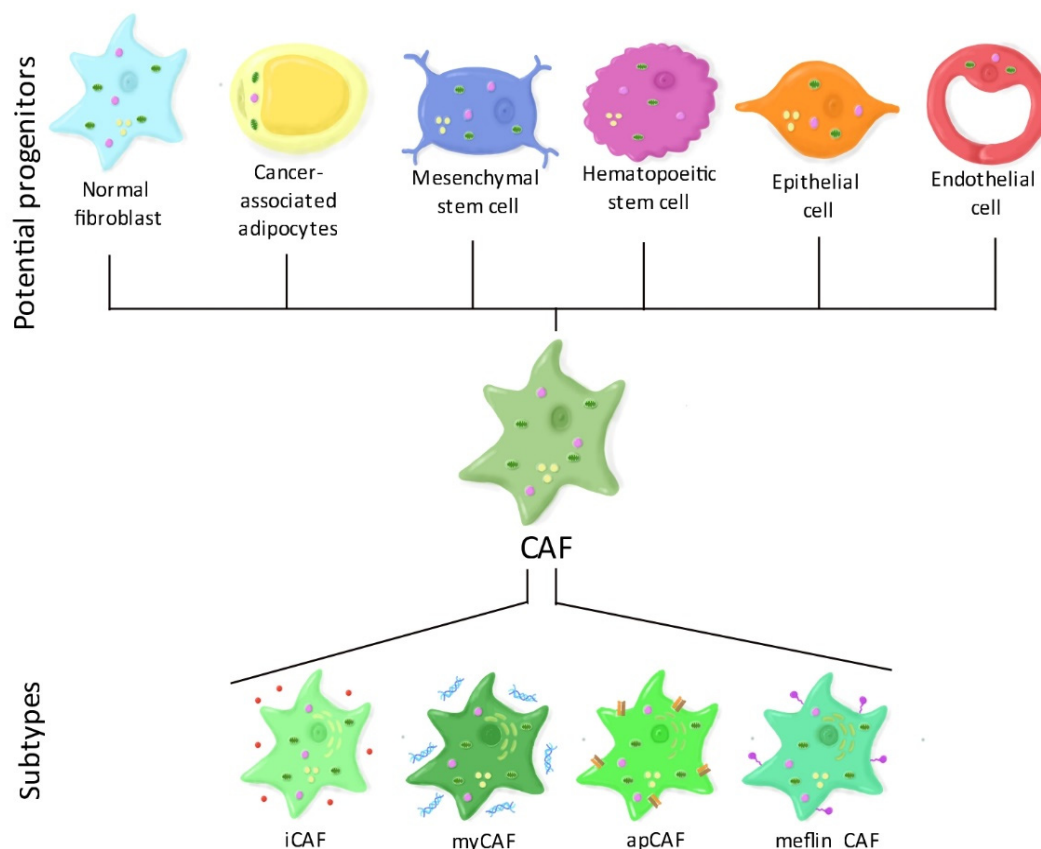 Potential progenitors
Normal
fibroblast
Cancer-
associated
adipocytes
Mesenchymal
stem cell
Hematopoeitic
stem cell
Epithelial
cell
Endothelial
cell
CAF
Subtypes
iCAF
myCAF
apCAF
meflin CAF